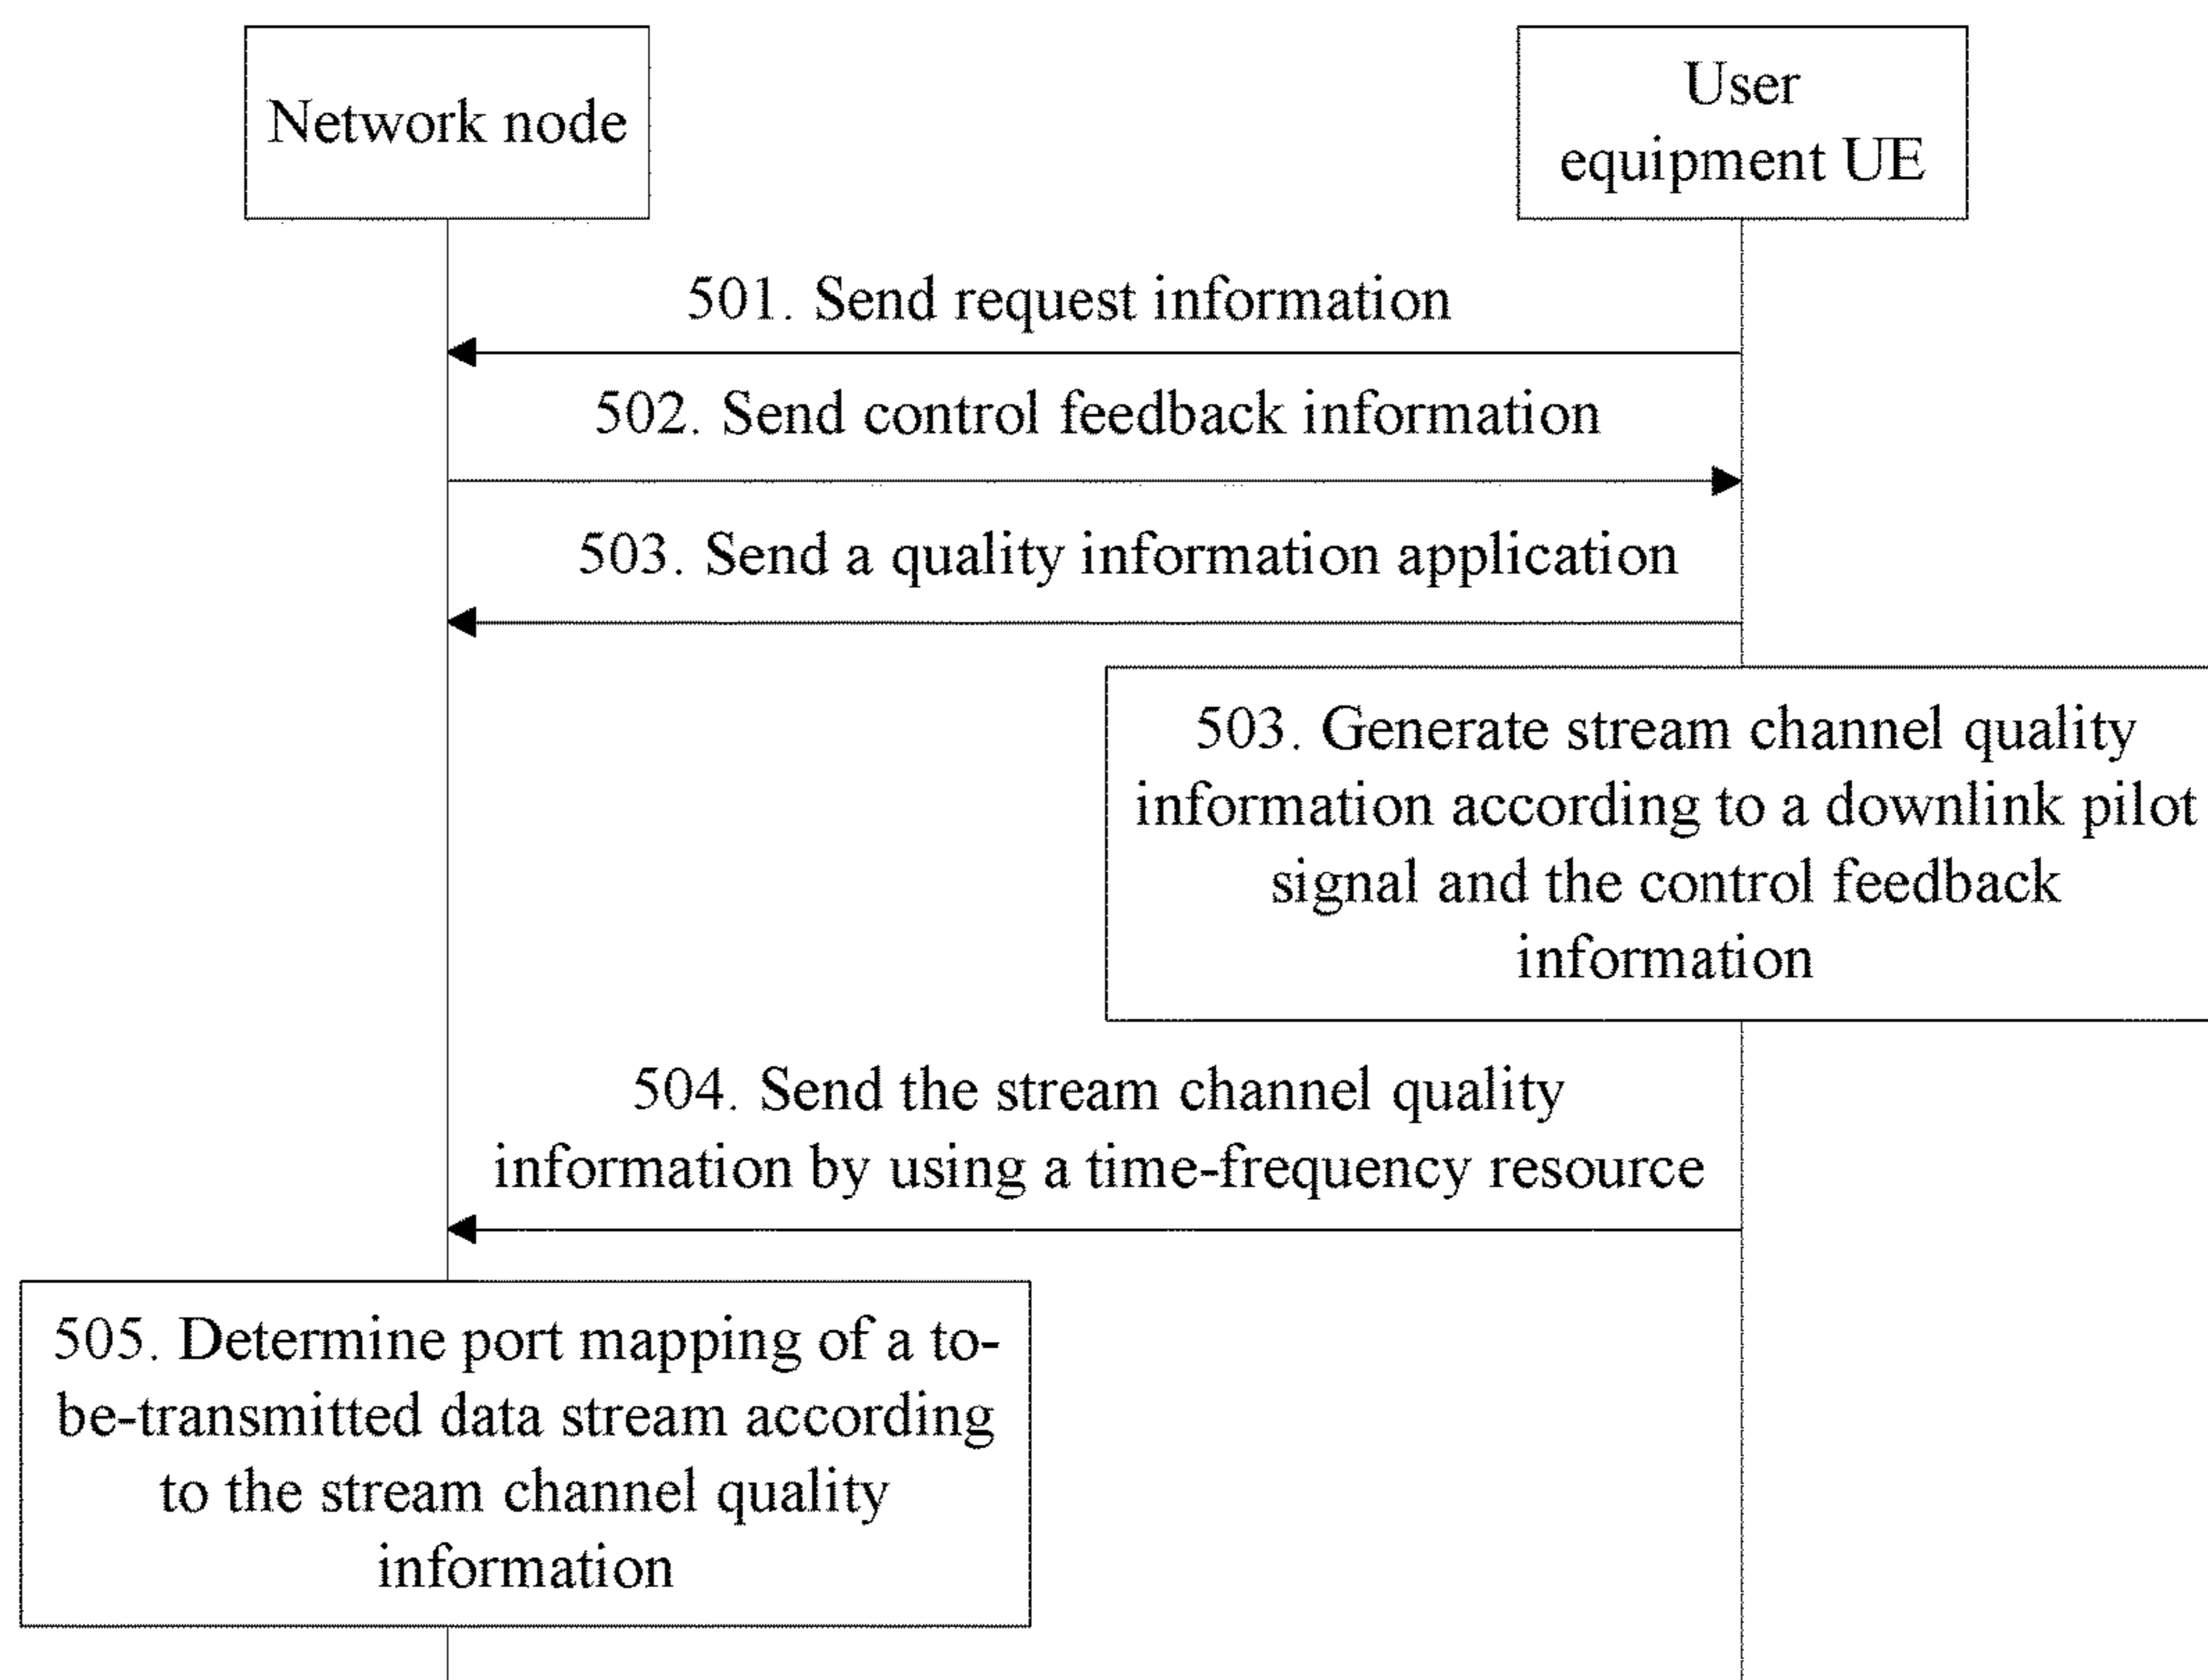 Network node
User
equipment UE
501. Send request information
502. Send control feedback information
503. Send a quality information application
503. Generate stream channel quality
information according to a downlink pilot
signal and the control feedback
information
504. Send the stream channel quality
information by using a time-frequency resource
505. Determine port mapping of a to-
be-transmitted data stream according
to the stream channel quality
information